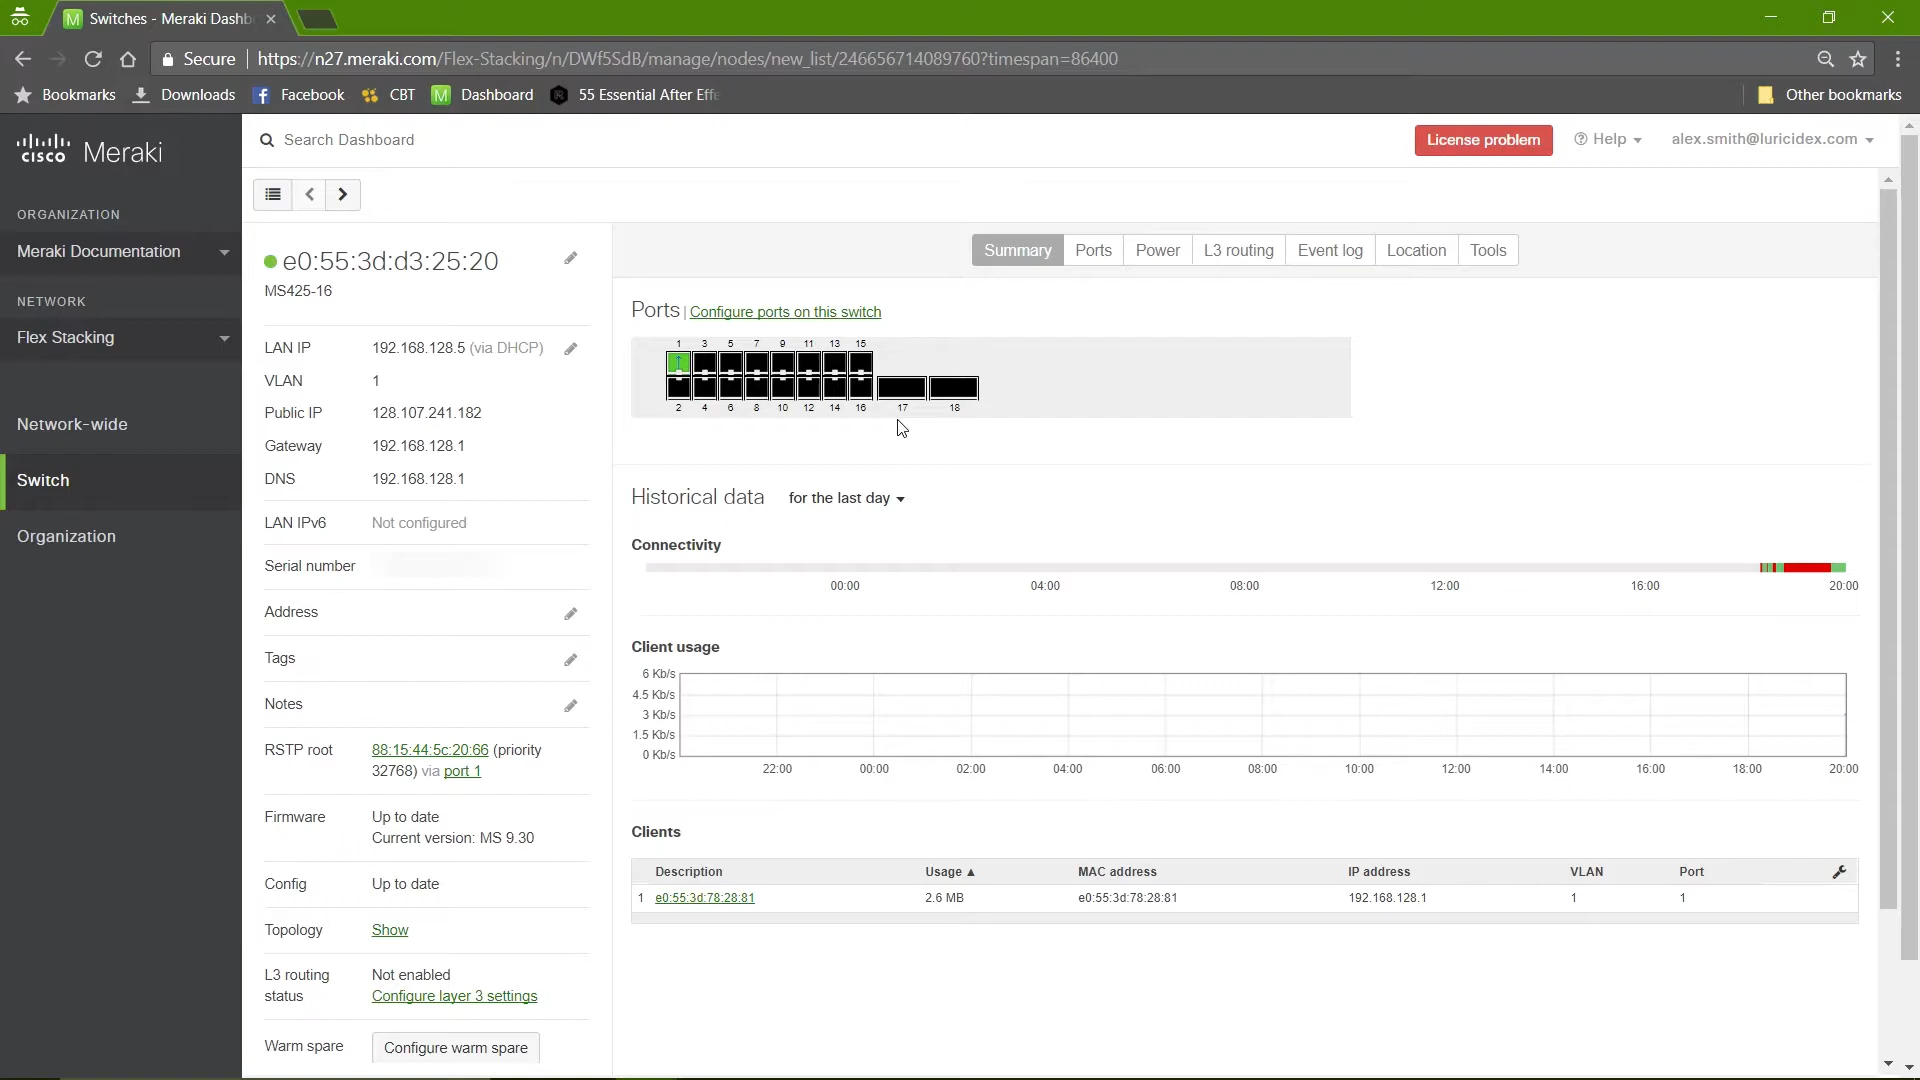 Switches - Meraki Dashb
Secure
https://n27.meraki.com/Flex-Stacking/n/DWf5SdB/manage/nodes/new_list/246656714089760?timespan=86400
Bookmarks Downloads Facebook CBT Dashboard 55 Essential After Effe Other bookmarks
cisco Meraki
Search Dashboard
License problem
Help
alex.smith@luricidex.com
ORGANIZATION
Meraki Documentation
NETWORK
Flex Stacking
Network-wide
Switch
Organization
e0:55:3d:d3:25:20
MS425-16
LAN IP 192.168.128.5 (via DHCP)
VLAN 1
Public IP 128.107.241.182
Gateway 192.168.128.1
DNS 192.168.128.1
LAN IPv6 Not configured
Serial number
Address
Tags
Notes
RSTP root 88:15:44:5c:20:66 (priority
32768) via port 1
Firmware Up to date
Current version: MS 9.30
Config Up to date
Topology Show
L3 routing Not enabled
status Configure layer 3 settings
Warm spare Configure warm spare
Summary Ports Power L3 routing Event log Location Tools
Ports | Configure ports on this switch
1 3 5 7 9 11 13 15
2 4 6 8 10 12 14 16 17 18
Historical data for the last day
Connectivity
00:00 04:00 08:00 12:00 16:00 20:00
Client usage
6 Kb/s
4.5 Kb/s
3 Kb/s
1.5 Kb/s
0 Kb/s
22:00 00:00 02:00 04:00 06:00 08:00 10:00 12:00 14:00 16:00 18:00 20:00
Clients
Description Usage ▲ MAC address IP address VLAN Port
1 e0:55:3d:78:28:81 2.6 MB e0:55:3d:78:28:81 192.168.128.1 1 1